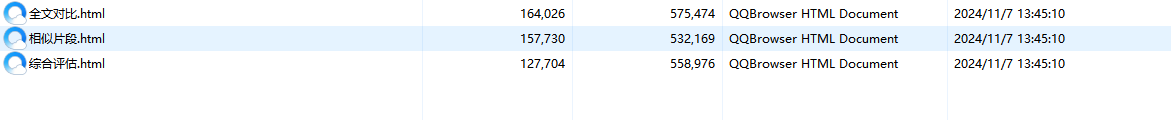 全文对比.html 164,026 575,474 QQBrowser HTML Document 2024/11/7 13:45:10
相似片段.html 157,730 532,169 QQBrowser HTML Document 2024/11/7 13:45:10
综合评估.html 127,704 558,976 QQBrowser HTML Document 2024/11/7 13:45:10